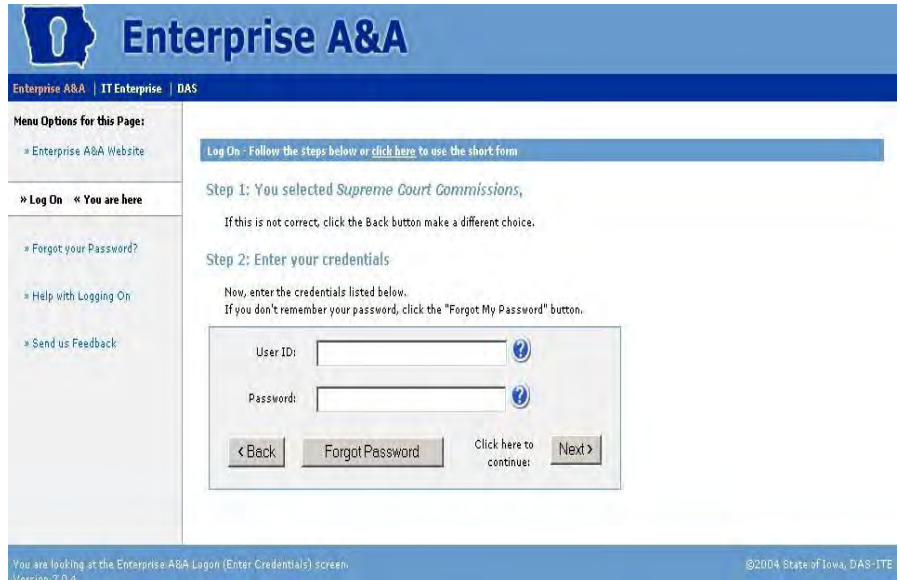 Enterprise A&A
Enterprise A&A | IT Enterprise | DAS
Menu Options for this Page:
» Enterprise A&A Website
» Log On « You are here
» Forgot your Password?
» Help with Logging On
» Send us Feedback
Log On - Follow the steps below or click here to use the short form
Step 1: You selected Supreme Court Commissions,
If this is not correct, click the Back button make a different choice.
Step 2: Enter your credentials
Now, enter the credentials listed below.
If you don't remember your password, click the "Forgot My Password" button.
User ID: ?
Password: ?
< Back
Forgot Password
Click here to
continue:
Next >
You are looking at the Enterprise A&A Logon (Enter Credentials) screen.
©2004 State of Iowa, DAS-ITE
Version 2.0.4